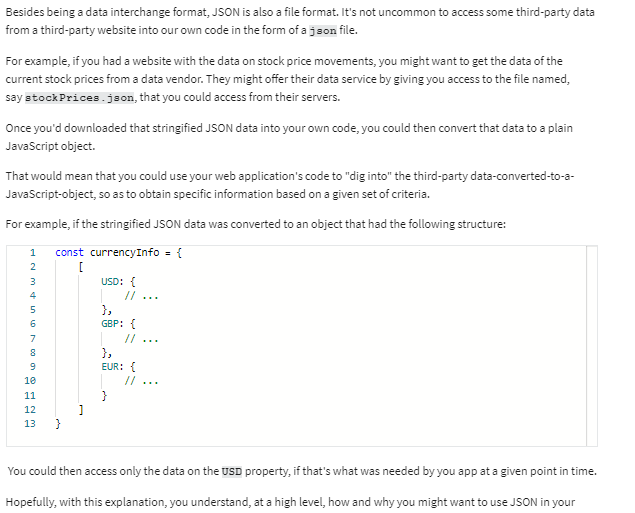 Besides being a data interchange format, JSON is also a file format. It's not uncommon to access some third-party data
from a third-party website into our own code in the form of a json file.
For example, if you had a website with the data on stock price movements, you might want to get the data of the
current stock prices from a data vendor. They might offer their data service by giving you access to the file named,
say stockPrices.json, that you could access from their servers.
Once you'd downloaded that stringified JSON data into your own code, you could then convert that data to a plain
JavaScript object.
That would mean that you could use your web application's code to "dig into" the third-party data-converted-to-a-
JavaScript-object, so as to obtain specific information based on a given set of criteria.
For example, if the stringified JSON data was converted to an object that had the following structure:
1 const currencyInfo = {
2 [
3 USD: {
4 // ...
5 },
6 GBP: {
7 // ...
8 },
9 EUR: {
10 // ...
11 }
12 ]
13 }
You could then access only the data on the USD property, if that's what was needed by you app at a given point in time.
Hopefully, with this explanation, you understand, at a high level, how and why you might want to use JSON in your